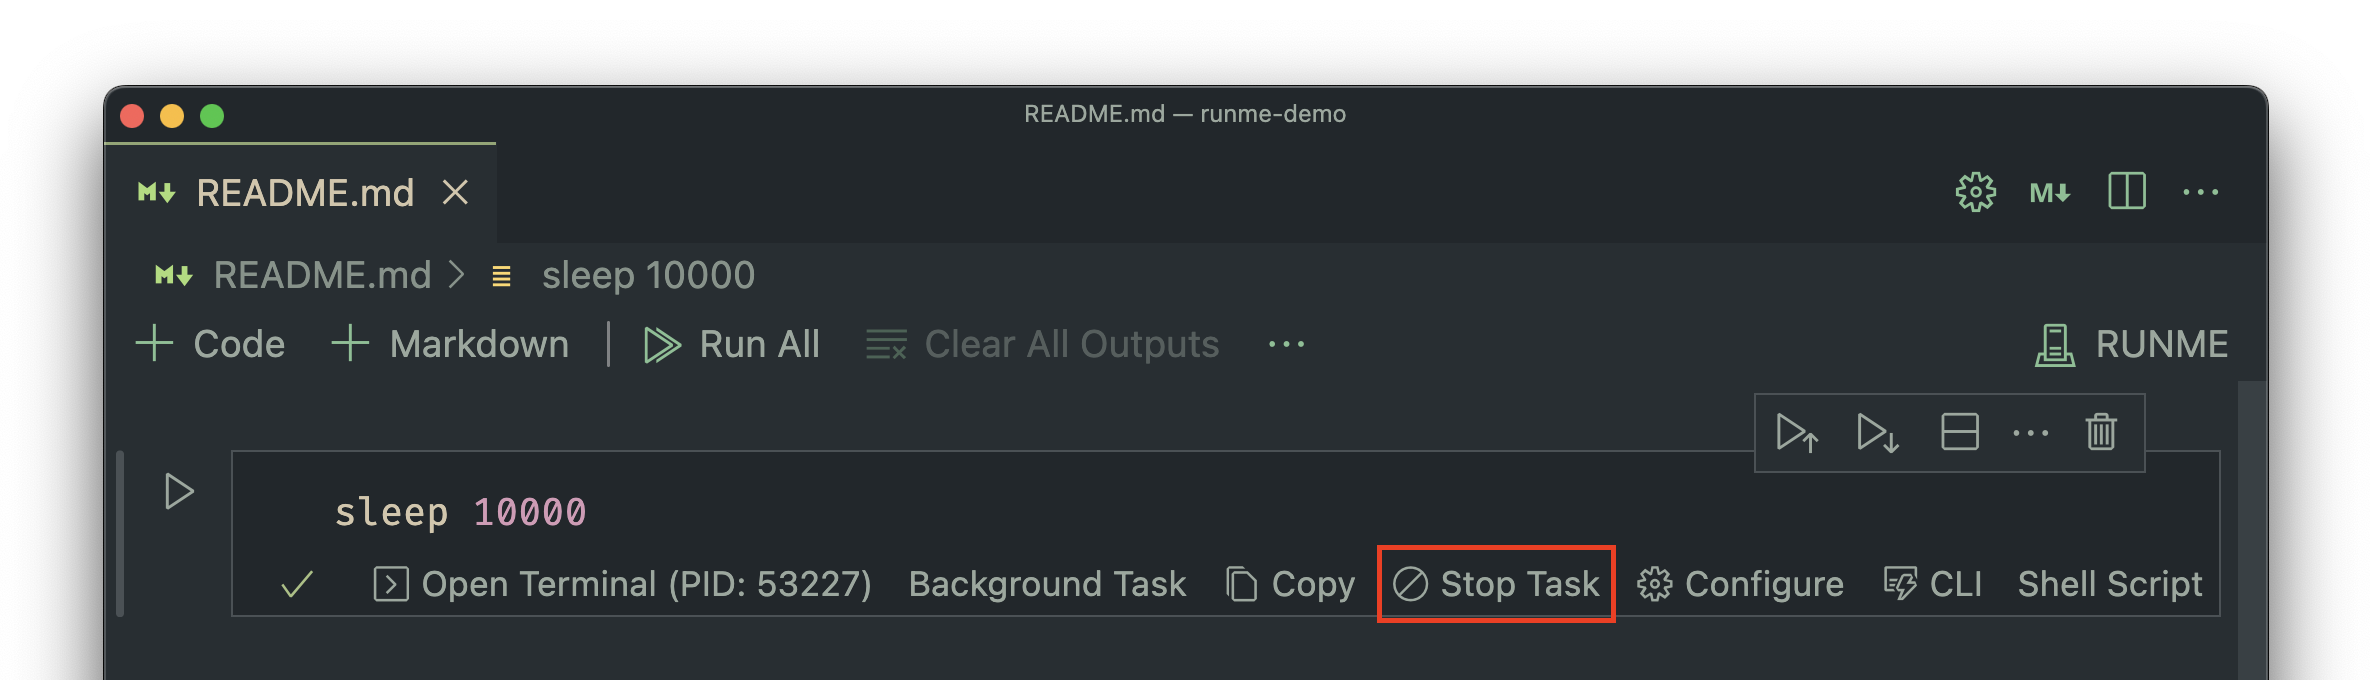 README.md — runme-demo
README.md
README.md > sleep 10000
Code Markdown Run All Clear All Outputs ... RUNME
sleep 10000
Open Terminal (PID: 53227) Background Task Copy Stop Task Configure CLI Shell Script